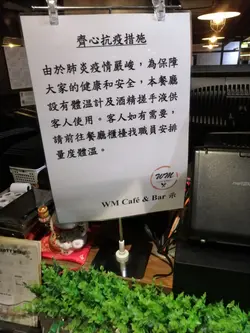 齊心抗疫措施
由於肺炎疫情嚴峻，為保障
大家的健康和安全，本餐廳
設有體溫計及酒精搓手液供
客人使用。客人如有需要，
請前往餐廳櫃檯找職員安排
量度體溫。
WM
WM Café & Bar 示